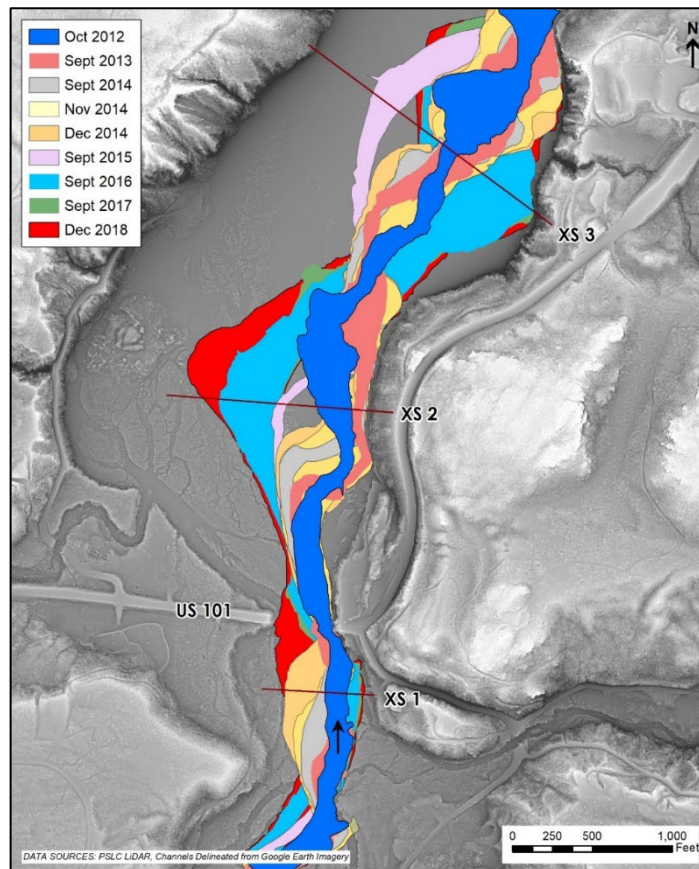 Oct 2012
Sept 2013
Sept 2014
Nov 2014
Dec 2014
Sept 2015
Sept 2016
Sept 2017
Dec 2018
N
XS 3
XS 2
US 101
XS 1
0 250 500 1,000
Feet
DATA SOURCES: PSLC LiDAR, Channels Delineated from Google Earth Imagery